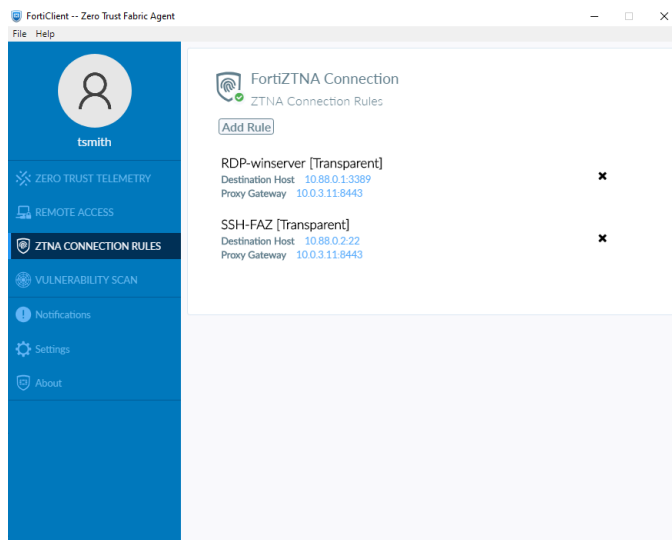 FortiClient -- Zero Trust Fabric Agent
File Help
tsmith
ZERO TRUST TELEMETRY
REMOTE ACCESS
ZTNA CONNECTION RULES
VULNERABILITY SCAN
Notifications
Settings
About
FortiZTNA Connection
ZTNA Connection Rules
Add Rule
RDP-winserver [Transparent]
Destination Host 10.88.0.1:3389
Proxy Gateway 10.0.3.11:8443
SSH-FAZ [Transparent]
Destination Host 10.88.0.2:22
Proxy Gateway 10.0.3.11:8443